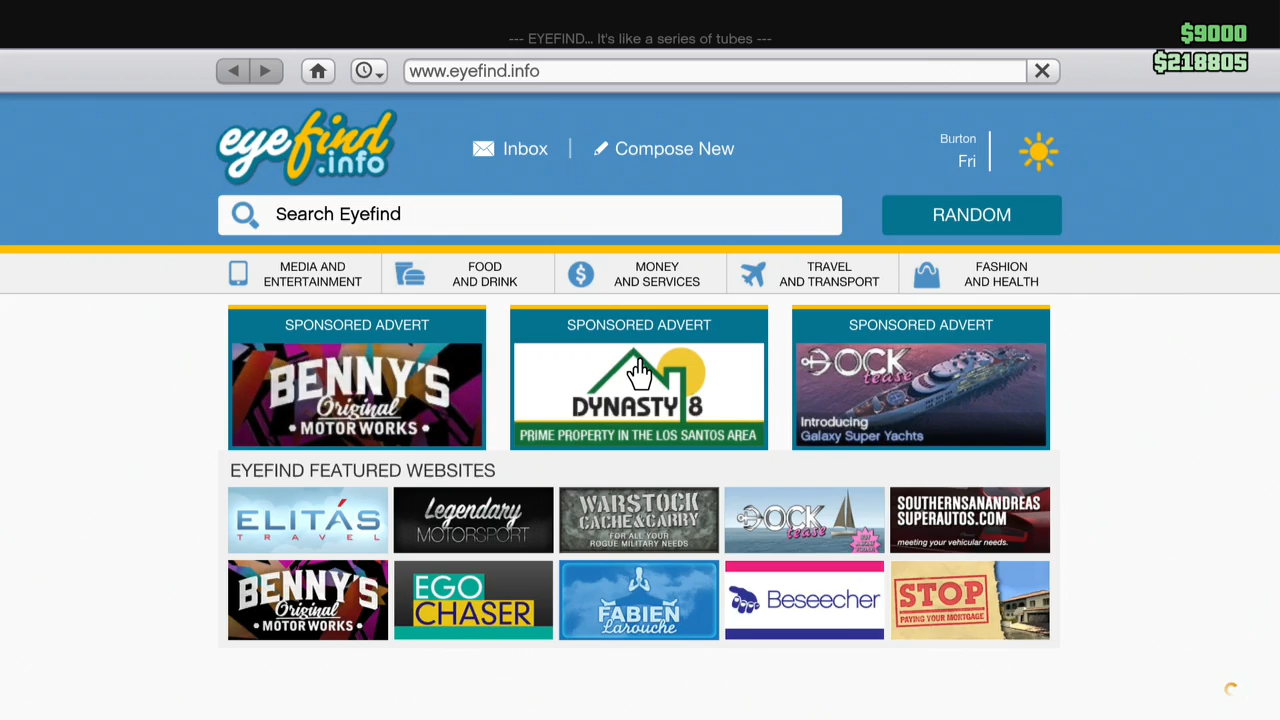 --- EYEFIND... It's like a series of tubes ---
$9000
$218805
www.eyefind.info
eyefind
.info
Inbox
Compose New
Burton
Fri
Search Eyefind
RANDOM
MEDIA AND
ENTERTAINMENT
FOOD
AND DRINK
MONEY
AND SERVICES
TRAVEL
AND TRANSPORT
FASHION
AND HEALTH
SPONSORED ADVERT
BENNY'S
Original
MOTOR WORKS
SPONSORED ADVERT
DYNASTY 8
PRIME PROPERTY IN THE LOS SANTOS AREA
SPONSORED ADVERT
DOCK
tease
Introducing
Galaxy Super Yachts
EYEFIND FEATURED WEBSITES
ELITÁS
TRAVEL
Legendary
MOTORSPORT
WARSTOCK
CACHE&CARRY
FOR ALL YOUR
ROGUE MILITARY NEEDS
DOCK
tease
SOUTHERNSANANDREAS
SUPERAUTOS.COM
meeting your vehicular needs.
BENNY'S
Original
MOTOR WORKS
EGO
CHASER
FABIEN
Larouche
Beseecher
STOP
PAYING YOUR MORTGAGE